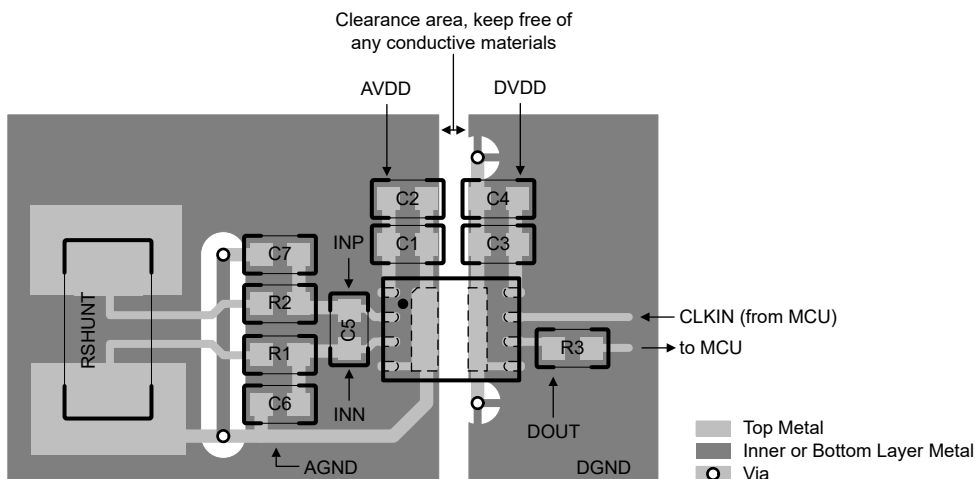 Clearance area, keep free of
any conductive materials
AVDD
DVDD
C2
C4
C1
C3
INP
C7
R2
C5
R1
C6
RSHUNT
INN
AGND
CLKIN (from MCU)
R3
to MCU
DOUT
DGND
Top Metal
Inner or Bottom Layer Metal
Via